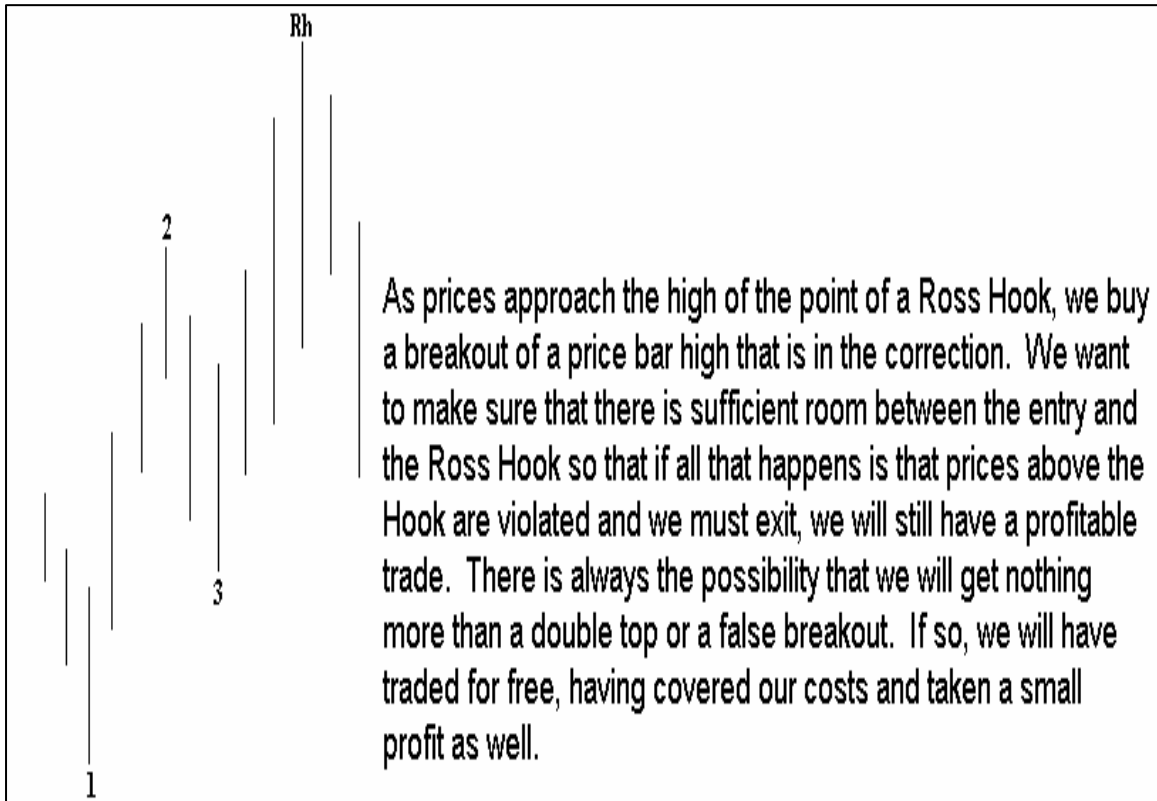 Rh
2
3
1
As prices approach the high of the point of a Ross Hook, we buy
a breakout of a price bar high that is in the correction.  We want
to make sure that there is sufficient room between the entry and
the Ross Hook so that if all that happens is that prices above the
Hook are violated and we must exit, we will still have a profitable
trade.  There is always the possibility that we will get nothing
more than a double top or a false breakout.  If so, we will have
traded for free, having covered our costs and taken a small
profit as well.